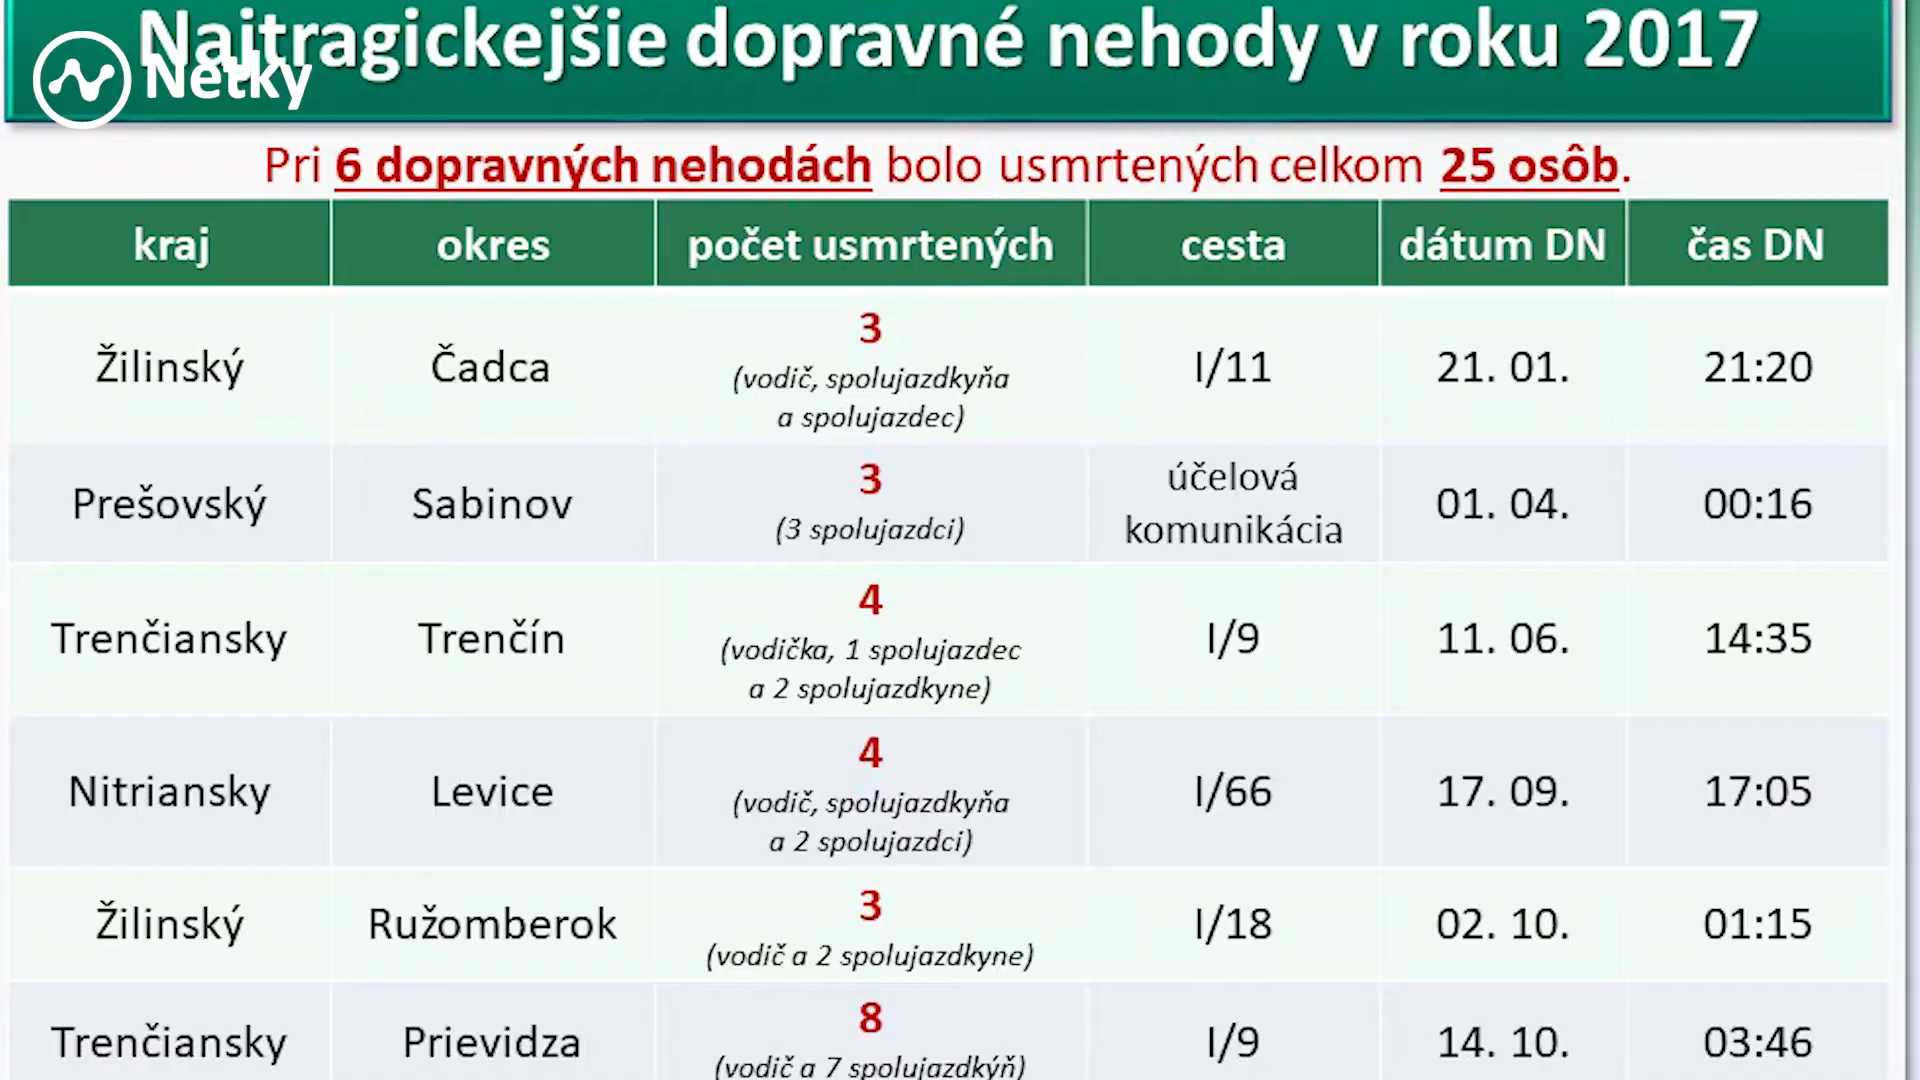 Najtragickejšie dopravné nehody v roku 2017
Netky
Pri 6 dopravných nehodách bolo usmrtených celkom 25 osôb.
kraj okres počet usmrtených cesta dátum DN čas DN
Žilinský Čadca 3 I/11 21. 01. 21:20
(vodič, spolujazdkyňa
a spolujazdec)
Prešovský Sabinov 3 účelová komunikácia 01. 04. 00:16
(3 spolujazdci)
Trenčiansky Trenčín 4 I/9 11. 06. 14:35
(vodička, 1 spolujazdec
a 2 spolujazdkyne)
Nitriansky Levice 4 I/66 17. 09. 17:05
(vodič, spolujazdkyňa
a 2 spolujazdci)
Žilinský Ružomberok 3 I/18 02. 10. 01:15
(vodič a 2 spolujazdkyne)
Trenčiansky Prievidza 8 I/9 14. 10. 03:46
(vodič a 7 spolujazdkýň)